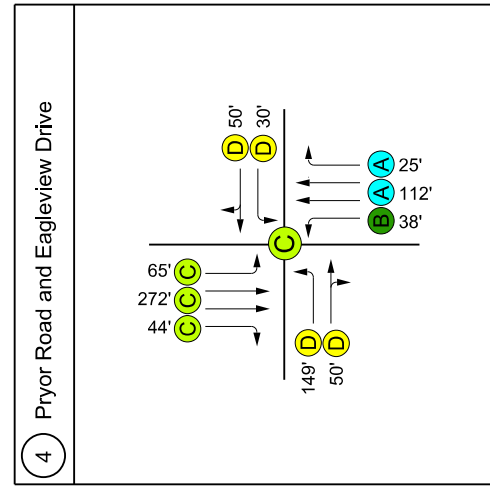 4 Pryor Road and Eagleview Drive
D 50'
D 30'
65' C
272' C
44' C
C
A 25'
A 112'
B 38'
149' D
50' D